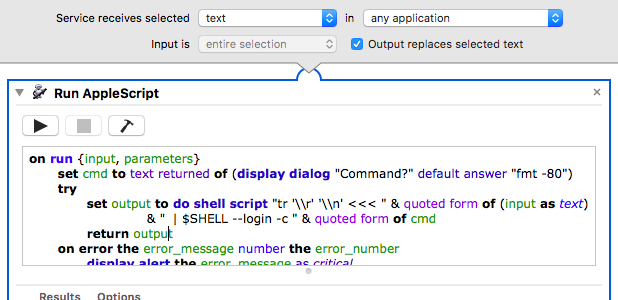 Service receives selected text in any application
Input is entire selection Output replaces selected text
Run AppleScript
on run {input, parameters}
set cmd to text returned of (display dialog "Command?" default answer "fmt -80")
try
set output to do shell script "tr '\\r' '\\n' <<< " & quoted form of (input as text)
& " | $SHELL --login -c " & quoted form of cmd
return output
on error the error_message number the error_number
display alert the error_message as critical
Results Options